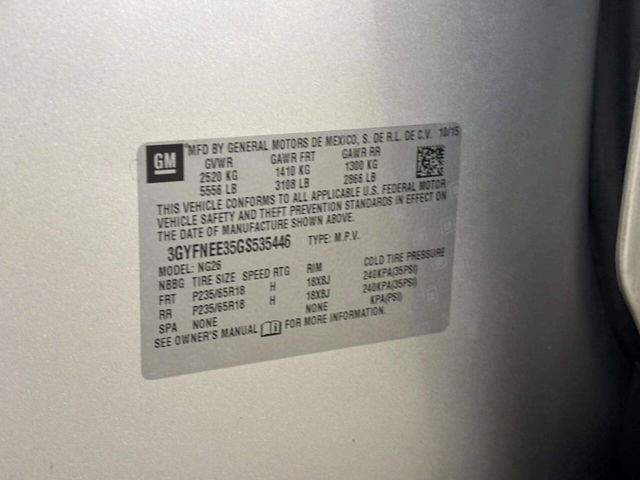 GM
®MFD BY GENERAL MOTORS DE MEXICO, S. DE R.L. DE C.V. 10/15
GVWR GAWR FRT GAWR RR
2520 KG 1410 KG 1300 KG
5556 LB 3108 LB 2866 LB
THIS VEHICLE CONFORMS TO ALL APPLICABLE U.S. FEDERAL MOTOR
VEHICLE SAFETY AND THEFT PREVENTION STANDARDS IN EFFECT ON
THE DATE OF MANUFACTURE SHOWN ABOVE.
3GYFNEE35GS535446 TYPE: M.P.V.
MODEL: NG26
NBBG TIRE SIZE SPEED RTG RIM COLD TIRE PRESSURE
FRT P235/65R18 H 18X8J 240KPA(35PSI)
RR P235/65R18 H 18X8J 240KPA(35PSI)
SPA NONE NONE KPA(PSI)
SEE OWNER'S MANUAL FOR MORE INFORMATION.